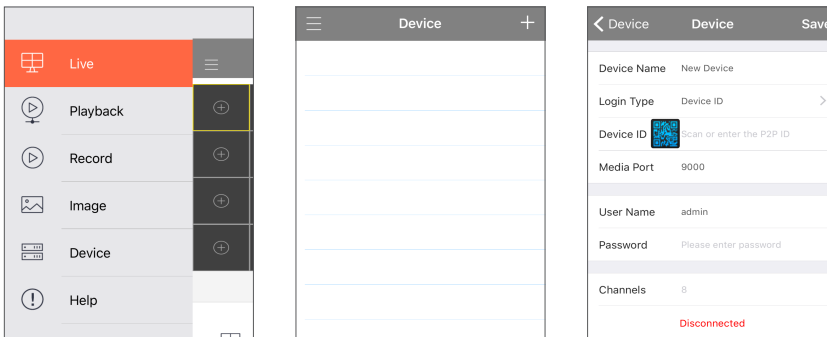 Live
Playback
Record
Image
Device
Help
Device
Device Device Save
Device Name New Device
Login Type Device ID
Device ID Scan or enter the P2P ID
Media Port 9000
User Name admin
Password Please enter password
Channels 8
Disconnected